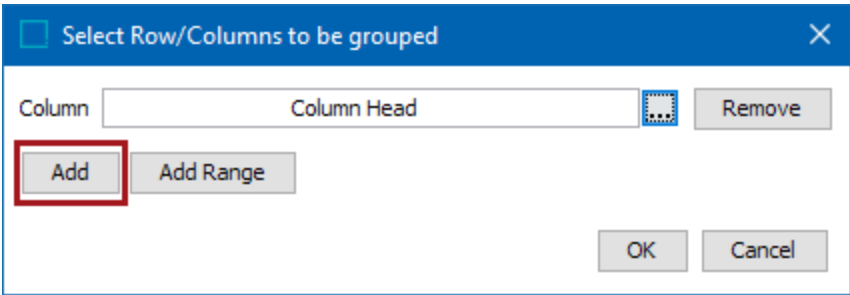 Select Row/Columns to be grouped
Column Column Head ... Remove
Add Add Range
OK Cancel